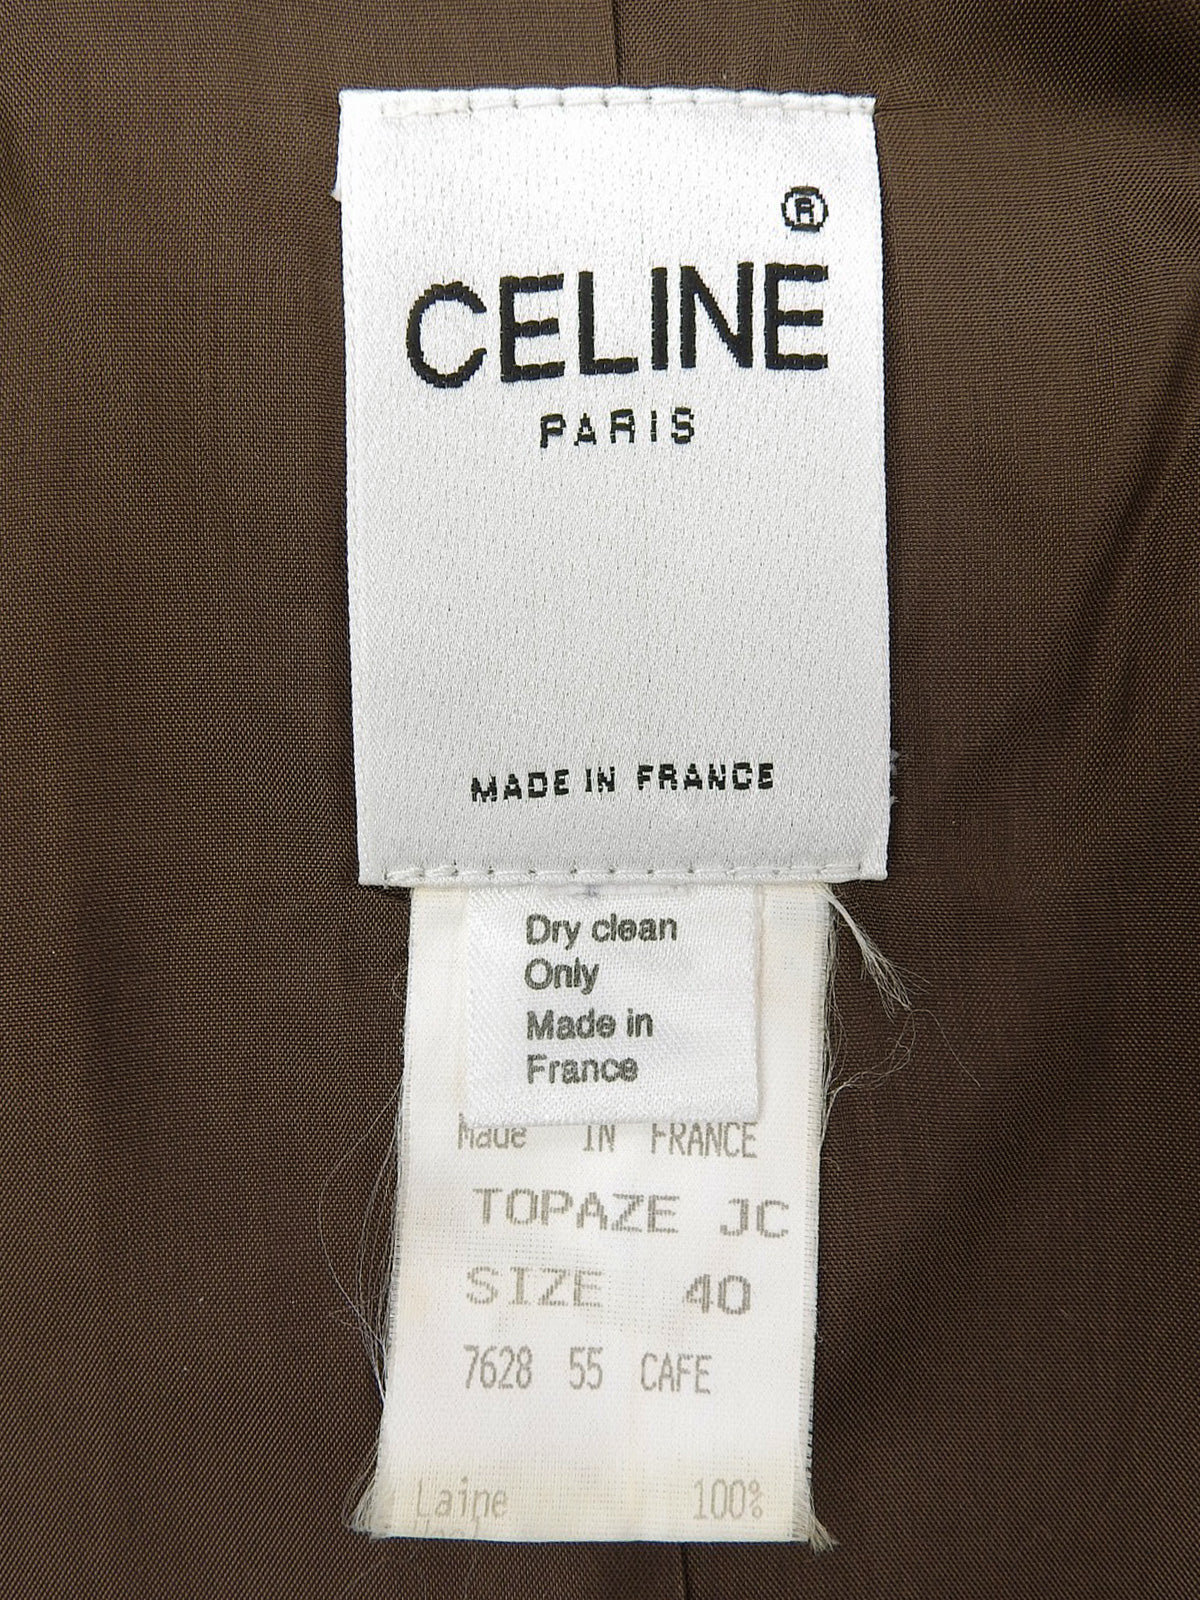 ®
CELINE
PARIS
MADE IN FRANCE
Dry clean
Only
Made in
France
Made IN FRANCE
TOPAZE JC
SIZE 40
7628 55 CAFE
Laine 100%